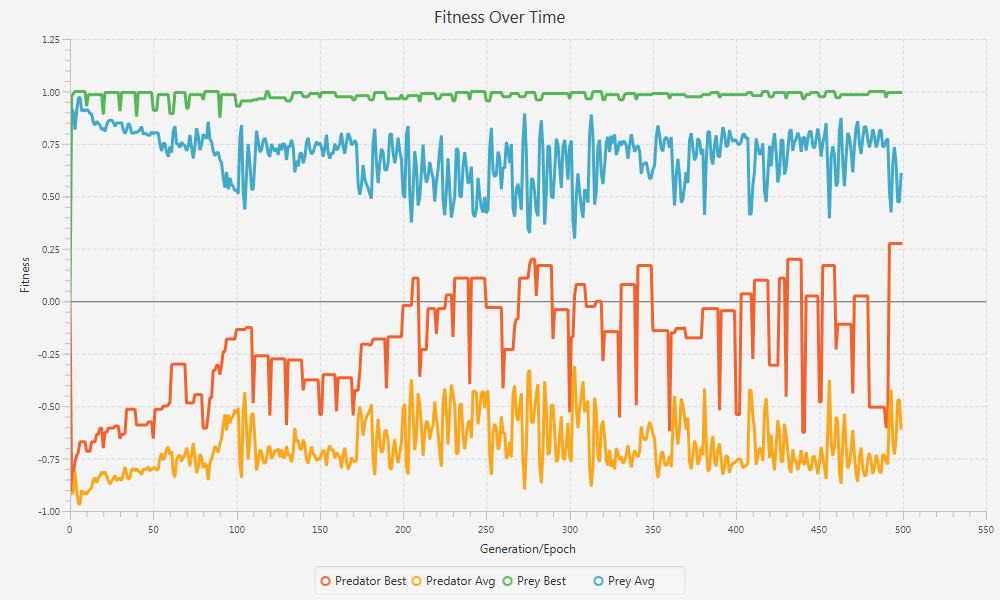 Fitness Over Time
1.25
1.00
0.75
0.50
0.25
0.00
-0.25
-0.50
-0.75
-1.00
Fitness
0 50 100 150 200 250 300 350 400 450 500 550
Generation/Epoch
Predator Best Predator Avg Prey Best Prey Avg